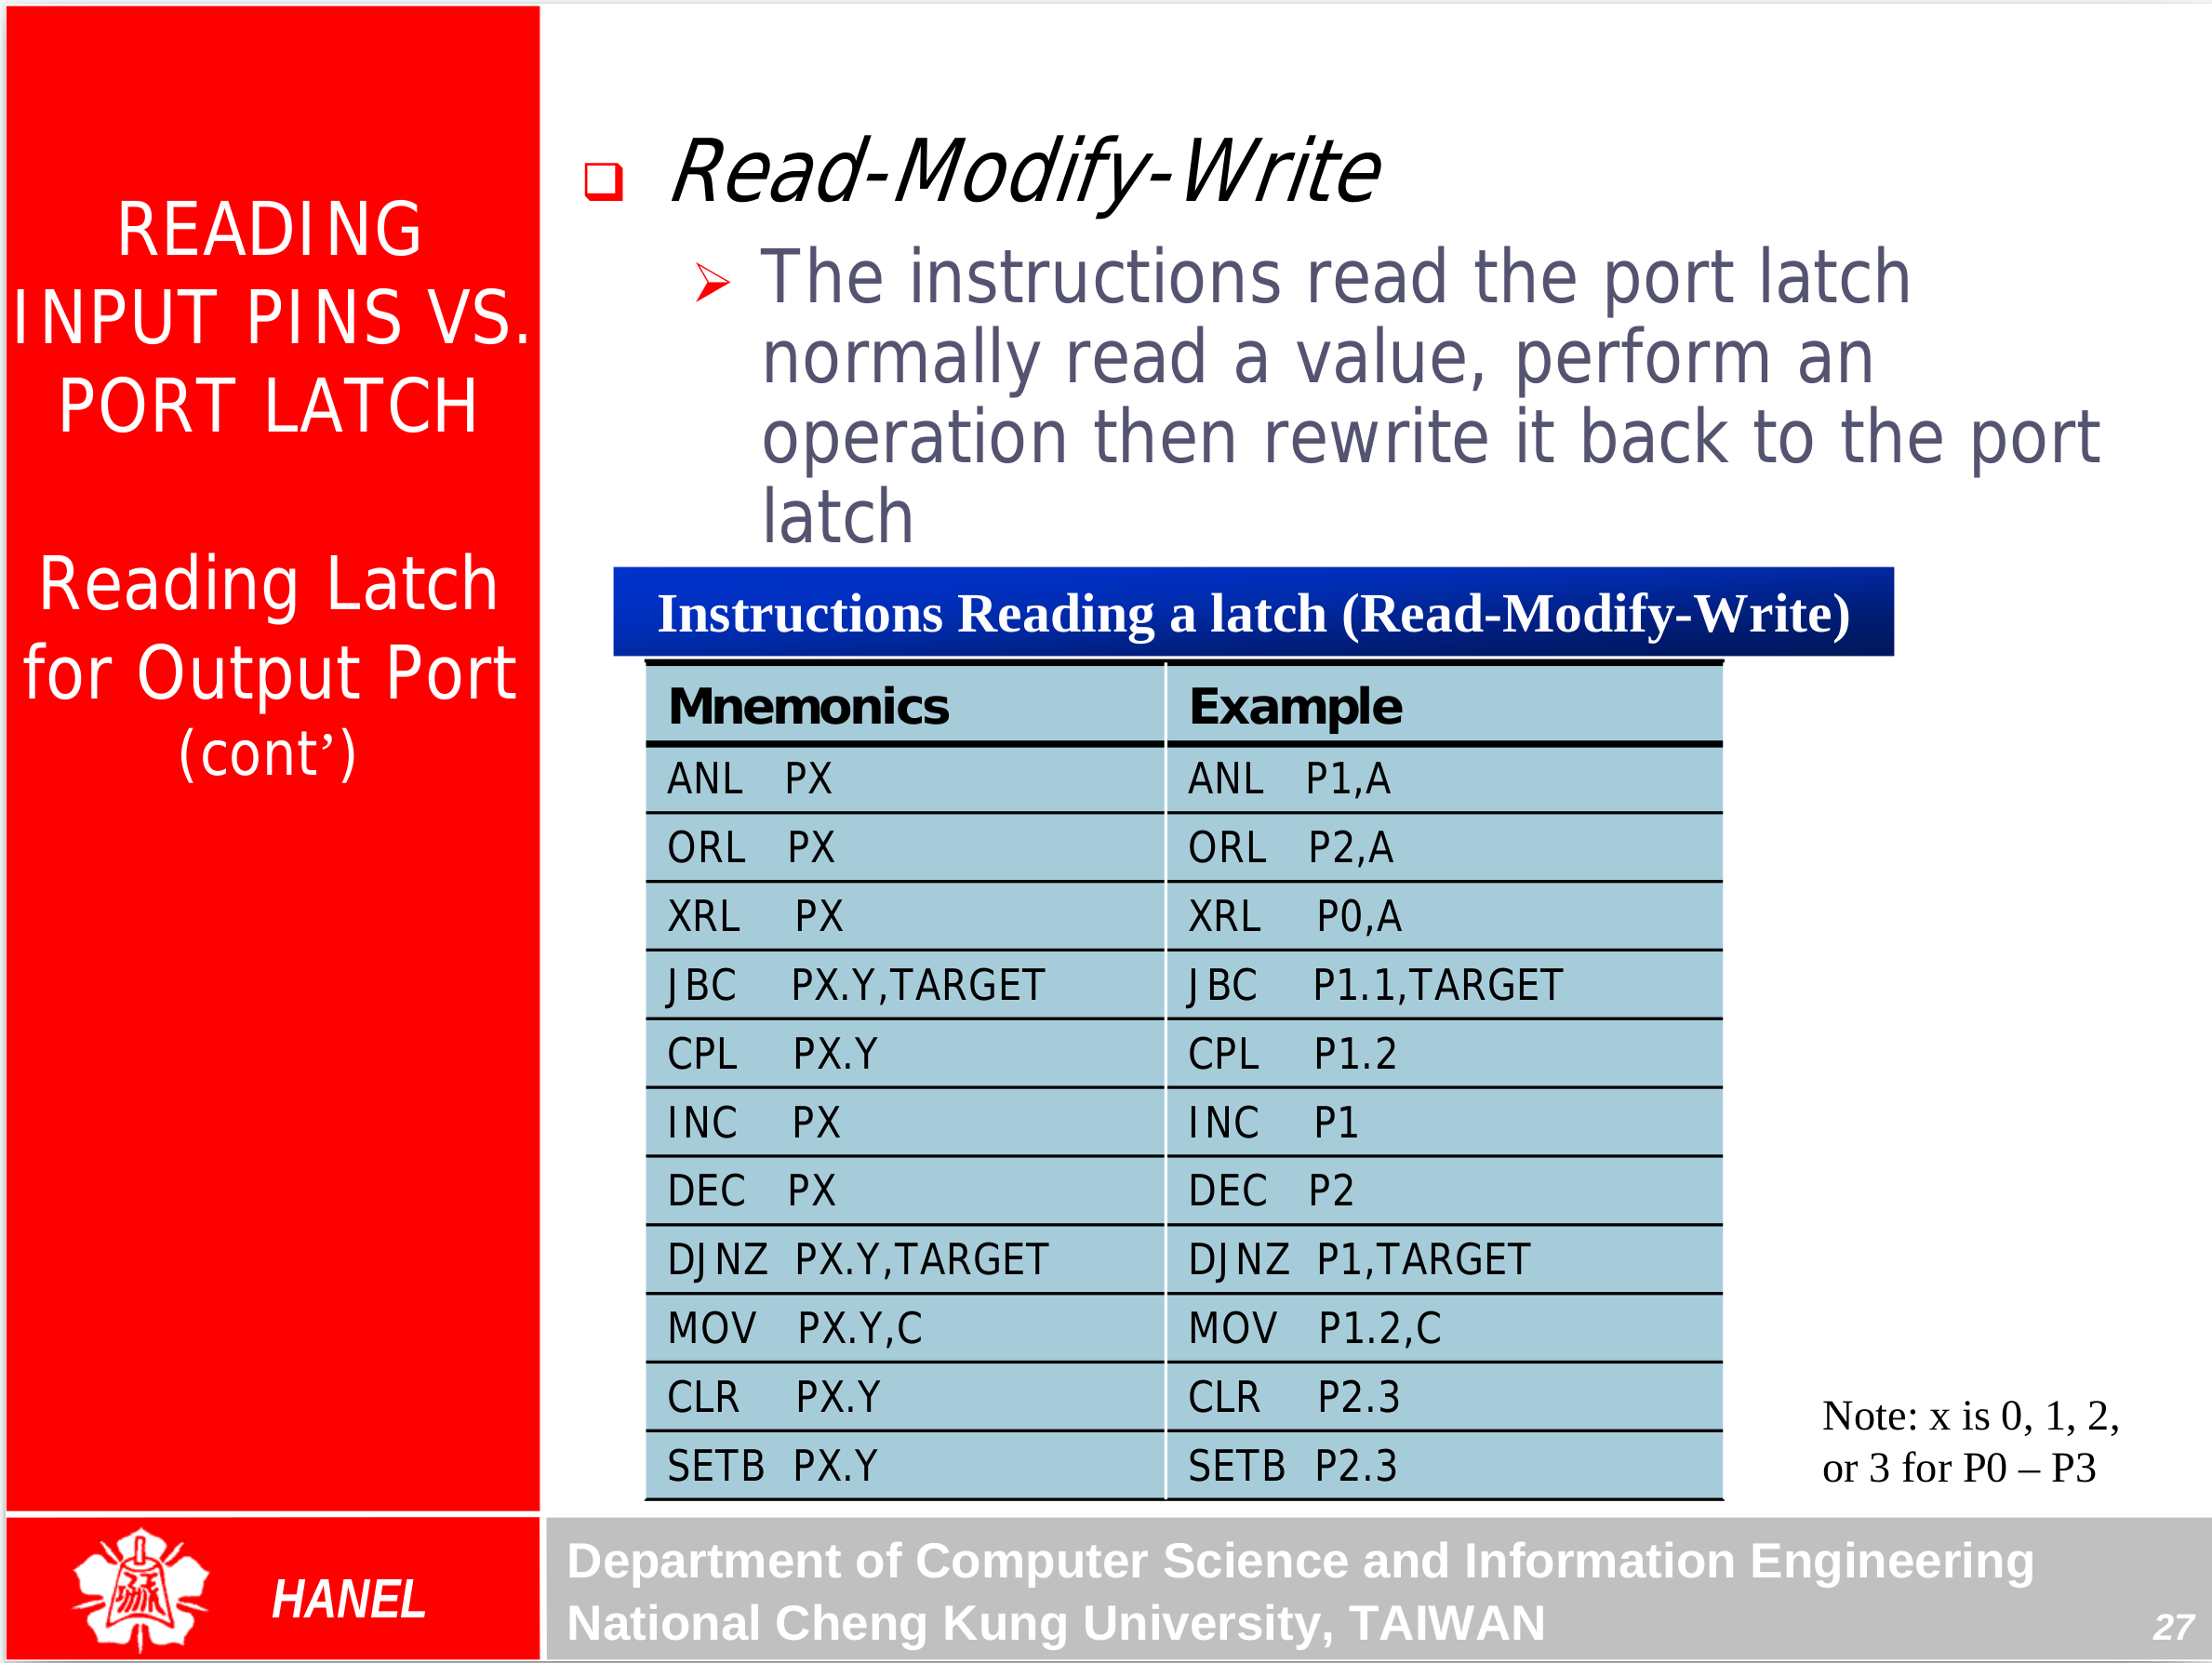 READING
INPUT PINS VS.
PORT LATCH
Reading Latch
for Output Port
(cont’)
Read-Modify-Write
The instructions read the port latch
normally read a value, perform an
operation then rewrite it back to the port
latch
Instructions Reading a latch (Read-Modify-Write)
Mnemonics Example
ANL PX ANL P1,A
ORL PX ORL P2,A
XRL PX XRL P0,A
JBC PX.Y,TARGET JBC P1.1,TARGET
CPL PX.Y CPL P1.2
INC PX INC P1
DEC PX DEC P2
DJNZ PX.Y,TARGET DJNZ P1,TARGET
MOV PX.Y,C MOV P1.2,C
CLR PX.Y CLR P2.3
SETB PX.Y SETB P2.3
Note: x is 0, 1, 2,
or 3 for P0 – P3
HANEL
Department of Computer Science and Information Engineering
National Cheng Kung University, TAIWAN
27